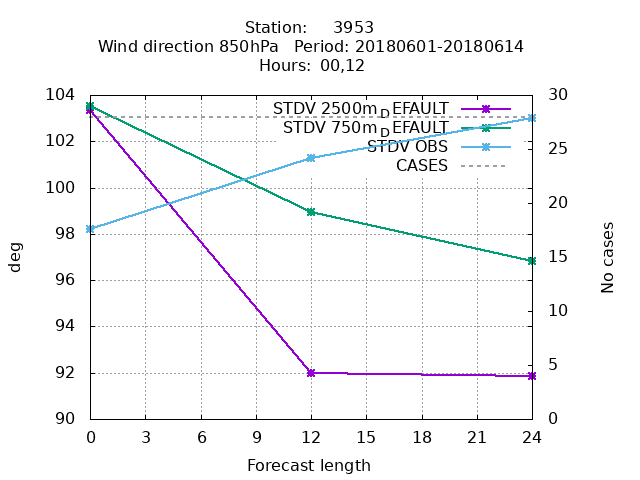 Station: 3953
Wind direction 850hPa Period: 20180601-20180614
Hours: 00,12
104
102
100
98
96
94
92
90
30
25
20
15
10
5
0
STDV 2500m_DEFAULT
STDV 750m_DEFAULT
STDV OBS
CASES
deg
No cases
0 3 6 9 12 15 18 21 24
Forecast length